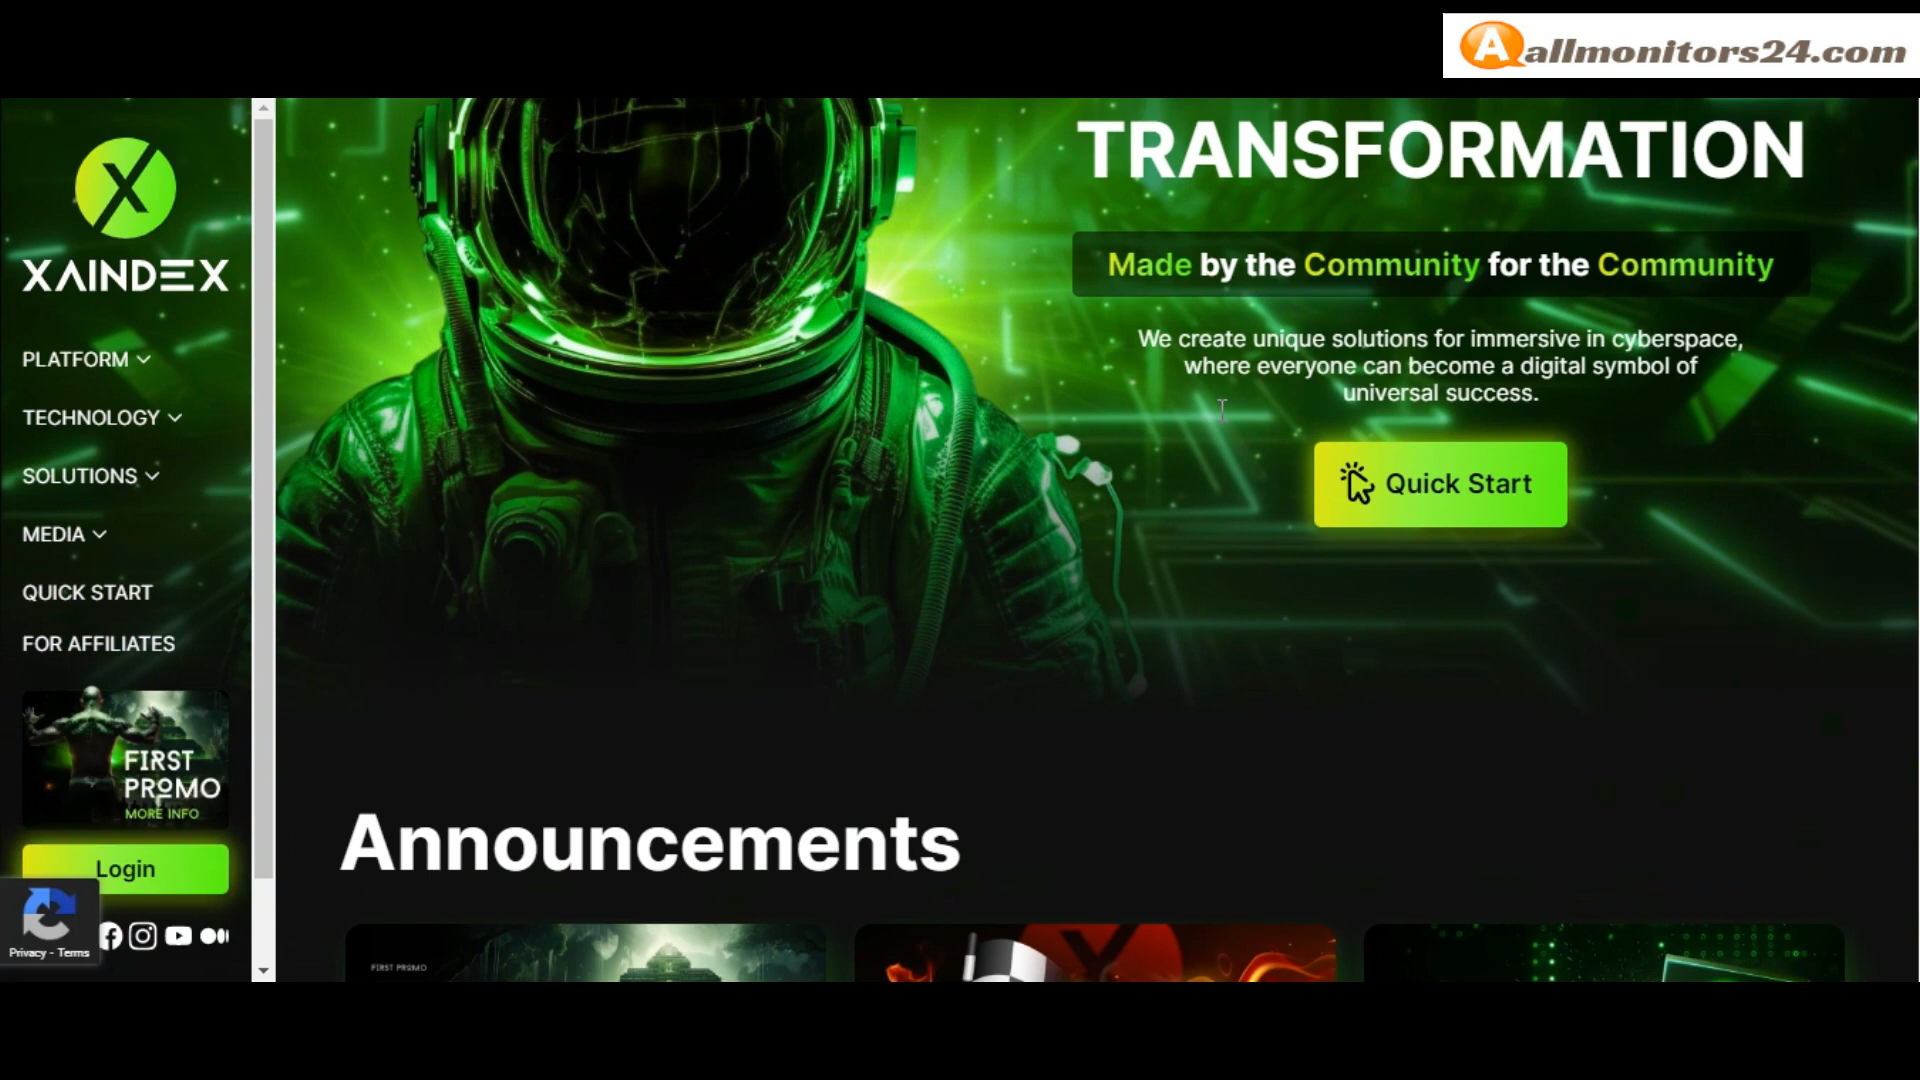 allmonitors24.com
XAINDEX
PLATFORM
TECHNOLOGY
SOLUTIONS
MEDIA
QUICK START
FOR AFFILIATES
FIRST
PROMO
MORE INFO
Login
Privacy - Terms
TRANSFORMATION
Made by the Community for the Community
We create unique solutions for immersive in cyberspace,
where everyone can become a digital symbol of
universal success.
Quick Start
Announcements
FIRST PROMO